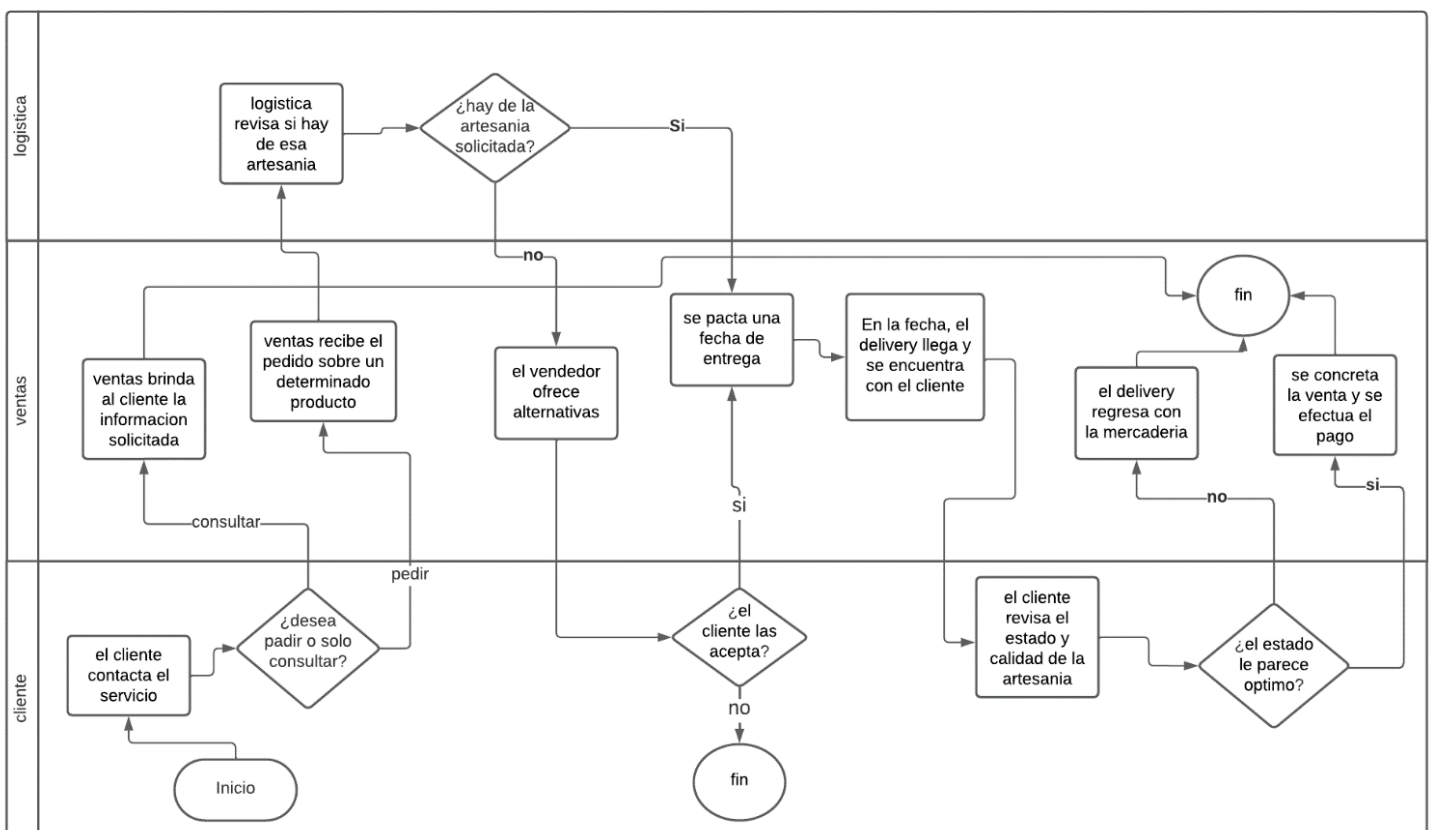 logistica
logistica
revisa si hay
de esa
artesania
¿hay de la
artesania
solicitada?
Si
no
ventas
ventas brinda
al cliente la
informacion
solicitada
ventas recibe el
pedido sobre un
determinado
producto
el vendedor
ofrece
alternativas
se pacta una
fecha de
entrega
En la fecha, el
delivery llega y
se encuentra
con el cliente
fin
el delivery
regresa con
la mercaderia
se concreta
la venta y se
efectua el
pago
consultar
si
no
si
pedir
cliente
el cliente
contacta el
servicio
¿desea
padir o solo
consultar?
¿el
cliente las
acepta?
el cliente
revisa el
estado y
calidad de la
artesania
¿el estado
le parece
optimo?
no
Inicio
fin